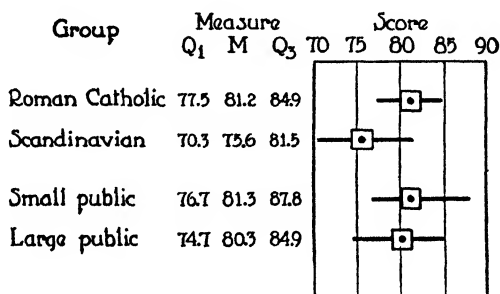 Group Measure Score
Q1 M Q3 70 75 80 85 90
Roman Catholic 77.5 81.2 84.9
Scandinavian 70.3 75.6 81.5
Small public 76.7 81.3 87.8
Large public 74.7 80.3 84.9